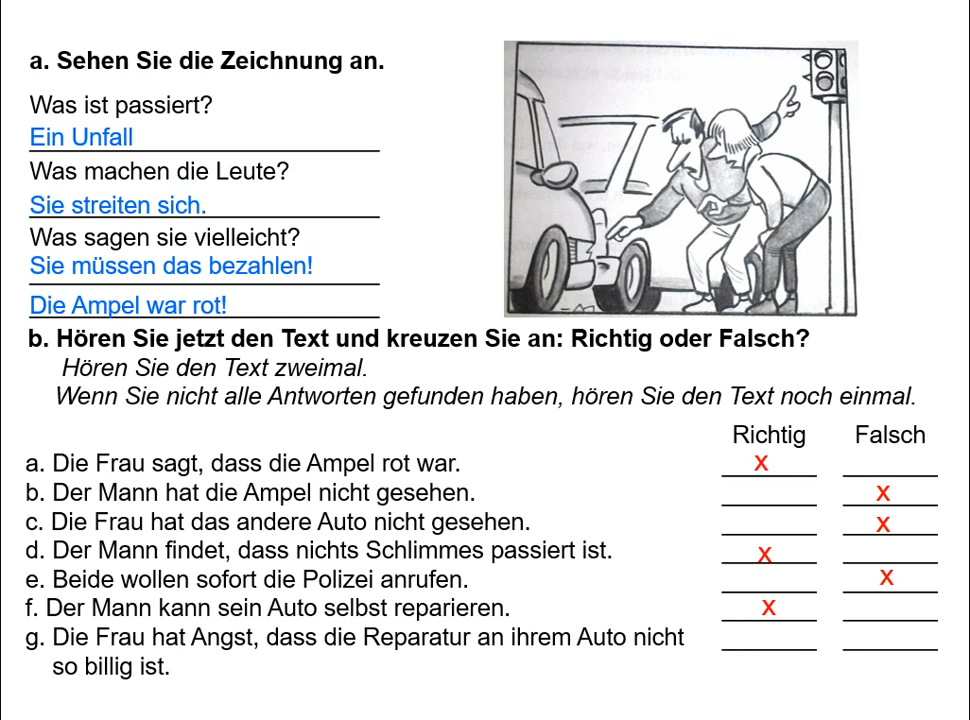 a. Sehen Sie die Zeichnung an.
Was ist passiert?
Ein Unfall
Was machen die Leute?
Sie streiten sich.
Was sagen sie vielleicht?
Sie müssen das bezahlen!
Die Ampel war rot!
b. Hören Sie jetzt den Text und kreuzen Sie an: Richtig oder Falsch?
Hören Sie den Text zweimal.
Wenn Sie nicht alle Antworten gefunden haben, hören Sie den Text noch einmal.
Richtig Falsch
a. Die Frau sagt, dass die Ampel rot war. X
b. Der Mann hat die Ampel nicht gesehen. X
c. Die Frau hat das andere Auto nicht gesehen. X
d. Der Mann findet, dass nichts Schlimmes passiert ist. X
e. Beide wollen sofort die Polizei anrufen. X
f. Der Mann kann sein Auto selbst reparieren. X
g. Die Frau hat Angst, dass die Reparatur an ihrem Auto nicht
so billig ist.